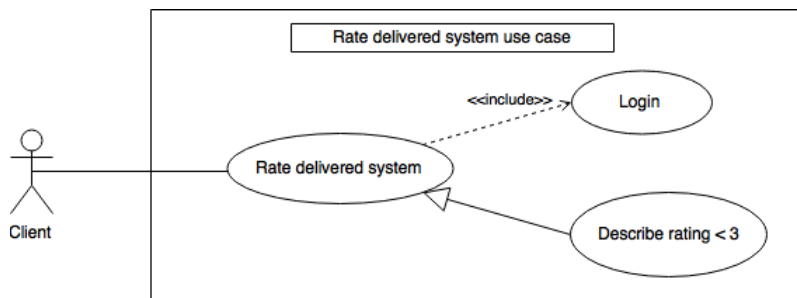 Rate delivered system use case
<<include>>
Login
Rate delivered system
Client
Describe rating < 3